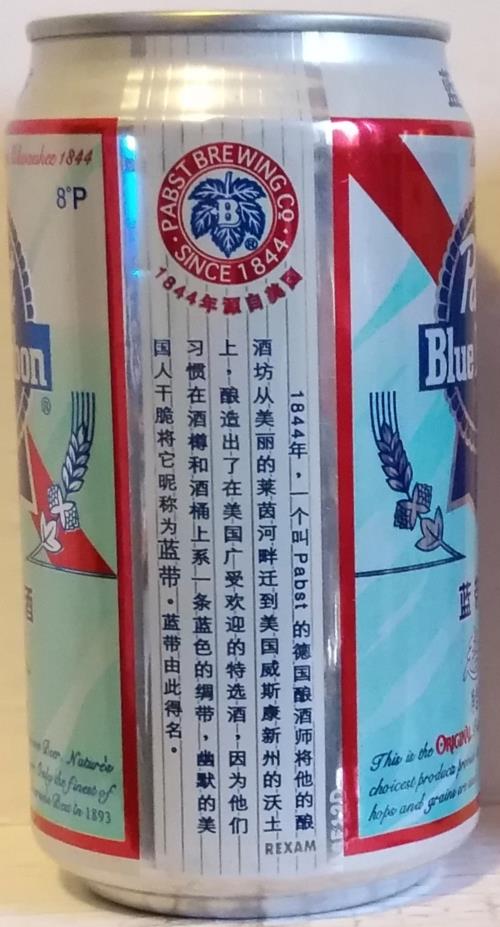 Milwaukee 1844
8°P
PABST BREWING CO.
B
®
SINCE 1844
1844年源自美国
1844年，一个叫Pabst的德国酿酒师将他的酿
酒坊从美丽的莱茵河畔迁到美国威斯康新州的沃土
上，酿造出了在美国广受欢迎的特选酒，因为他们
习惯在酒樽和酒桶上系一条蓝色的绸带，幽默的美
国人干脆将它昵称为蓝带。蓝带由此得名。
REXAM
on
®
酒
Beer, Nature's
Only the finest of
Best in 1893
蓝
P
Blue
蓝
This is the ORIGINAL
choicest product
hops and grains